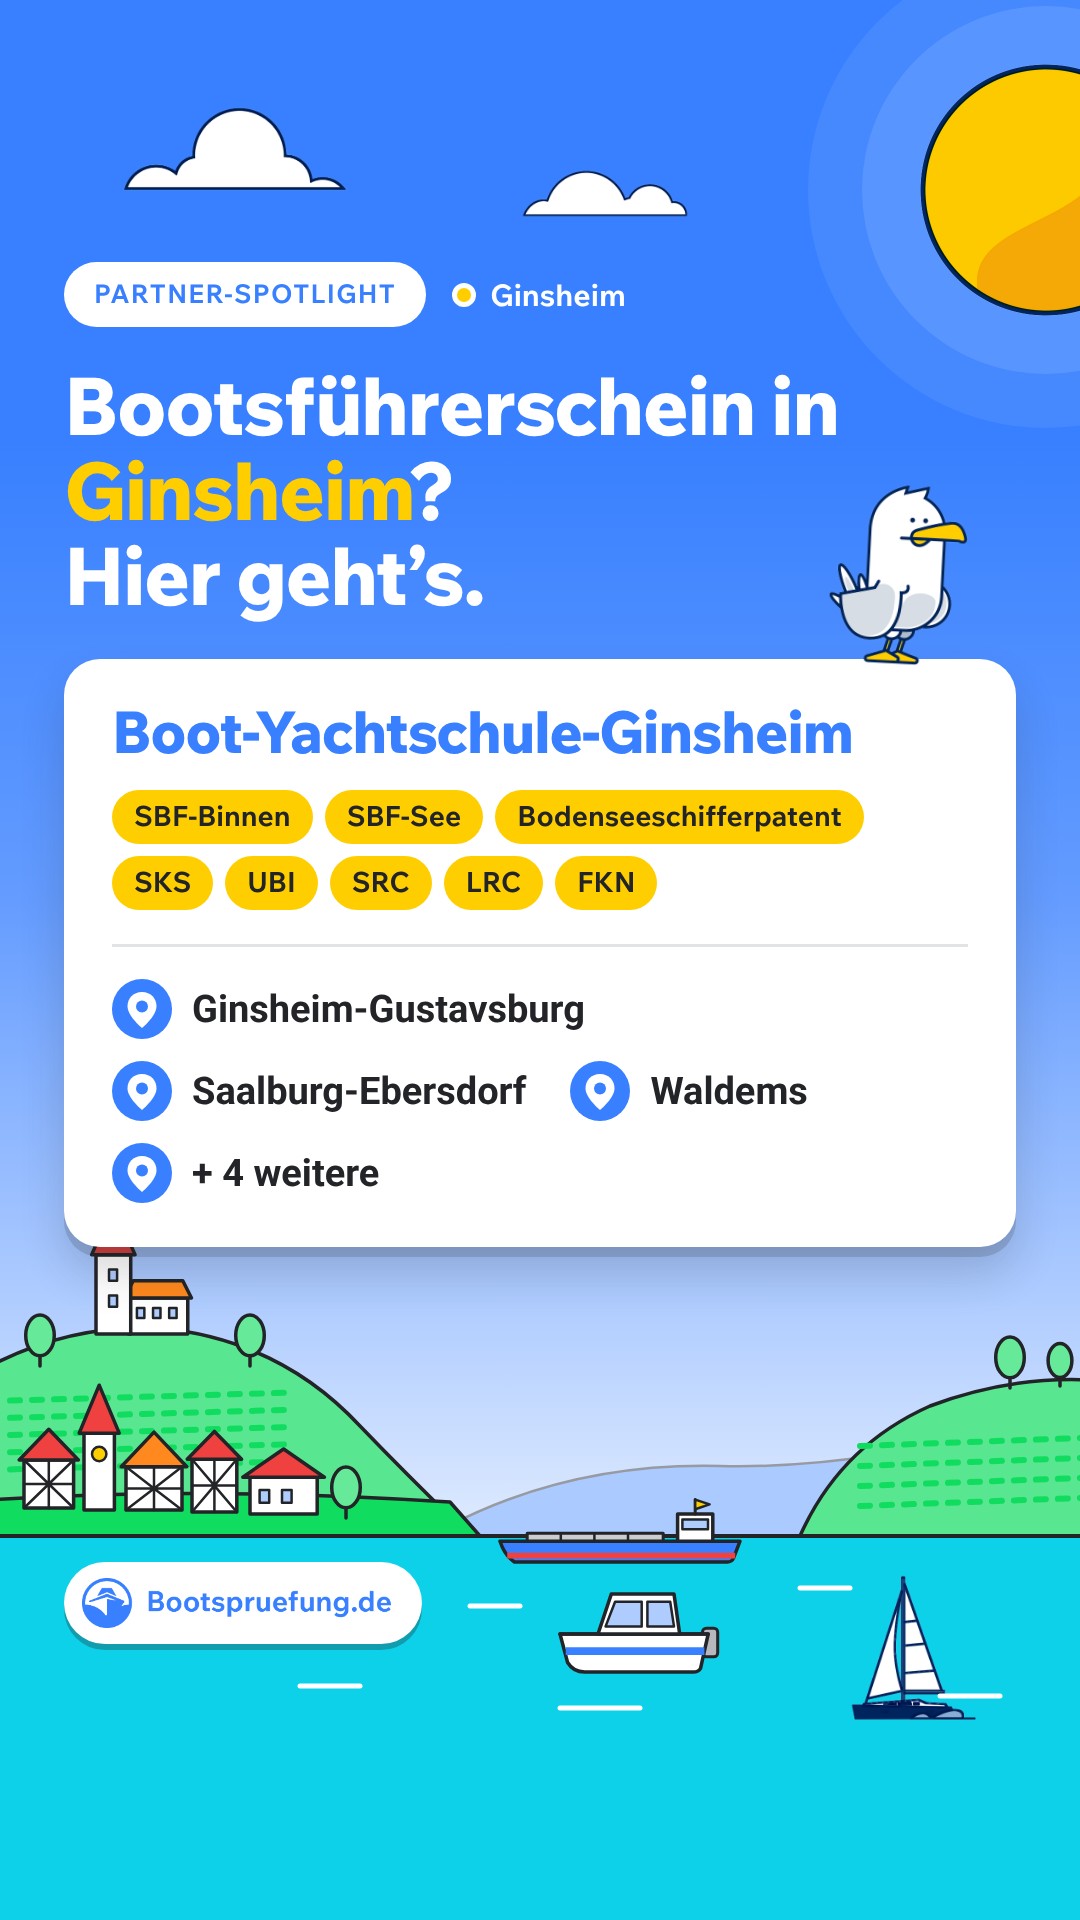 PARTNER-SPOTLIGHT
Ginsheim
Bootsführerschein in
Ginsheim?
Hier geht’s.
Boot-Yachtschule-Ginsheim
SBF-Binnen SBF-See Bodenseeschifferpatent
SKS UBI SRC LRC FKN
Ginsheim-Gustavsburg
Saalburg-Ebersdorf Waldems
+ 4 weitere
Bootspruefung.de